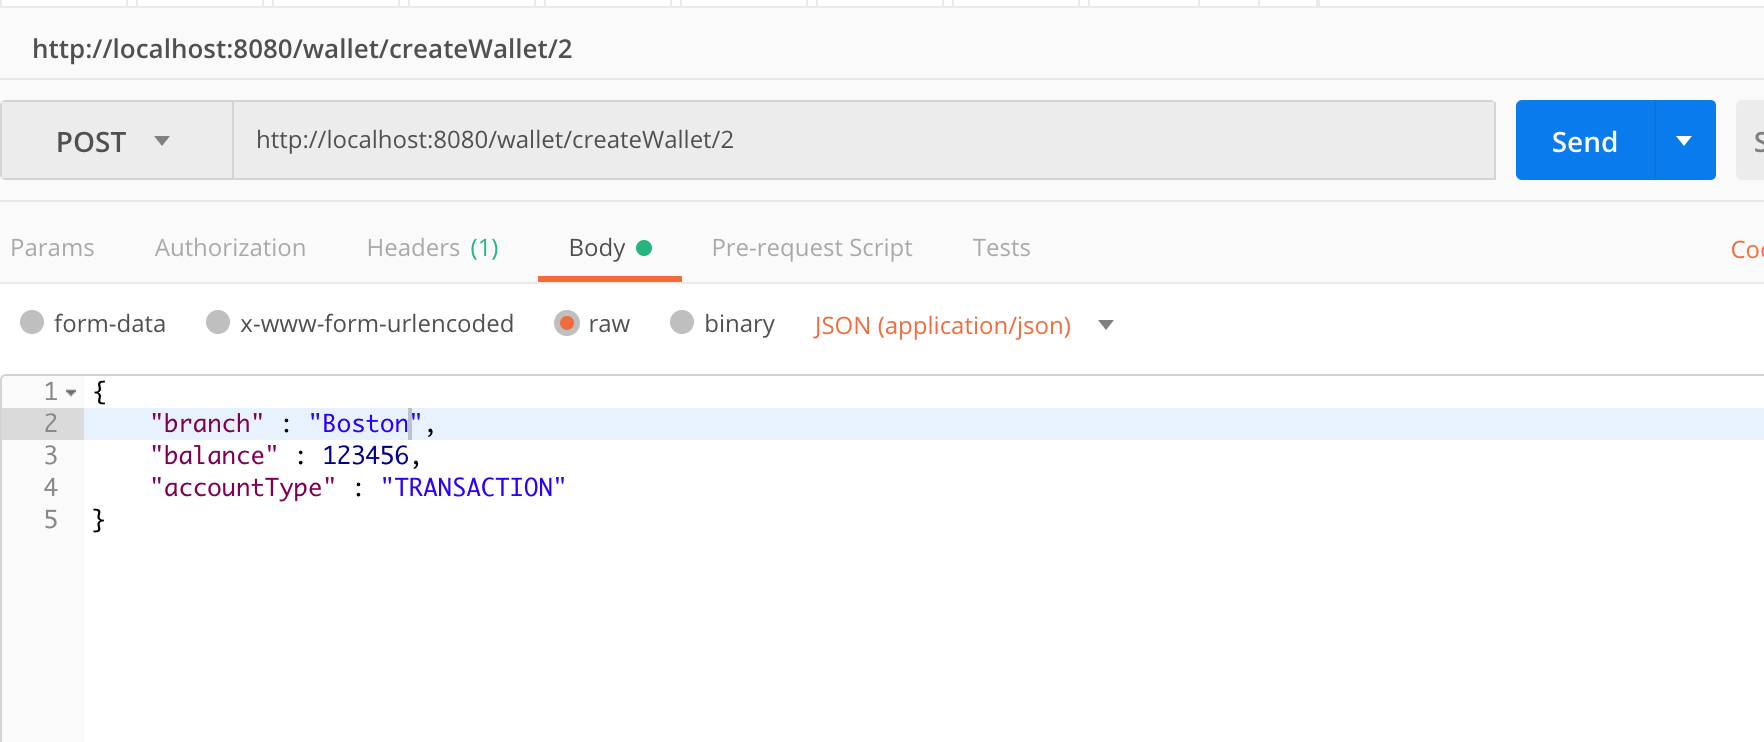 http://localhost:8080/wallet/createWallet/2
POST http://localhost:8080/wallet/createWallet/2 Send
Params Authorization Headers (1) Body Pre-request Script Tests
form-data x-www-form-urlencoded raw binary JSON (application/json)
1 {
2 "branch" : "Boston",
3 "balance" : 123456,
4 "accountType" : "TRANSACTION"
5 }